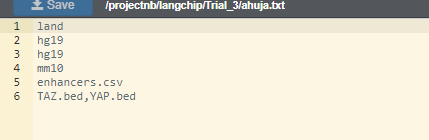 Save /projectnb/langchip/Trial_3/ahuja.txt
1 land
2 hg19
3 hg19
4 mm10
5 enhancers.csv
6 TAZ.bed,YAP.bed